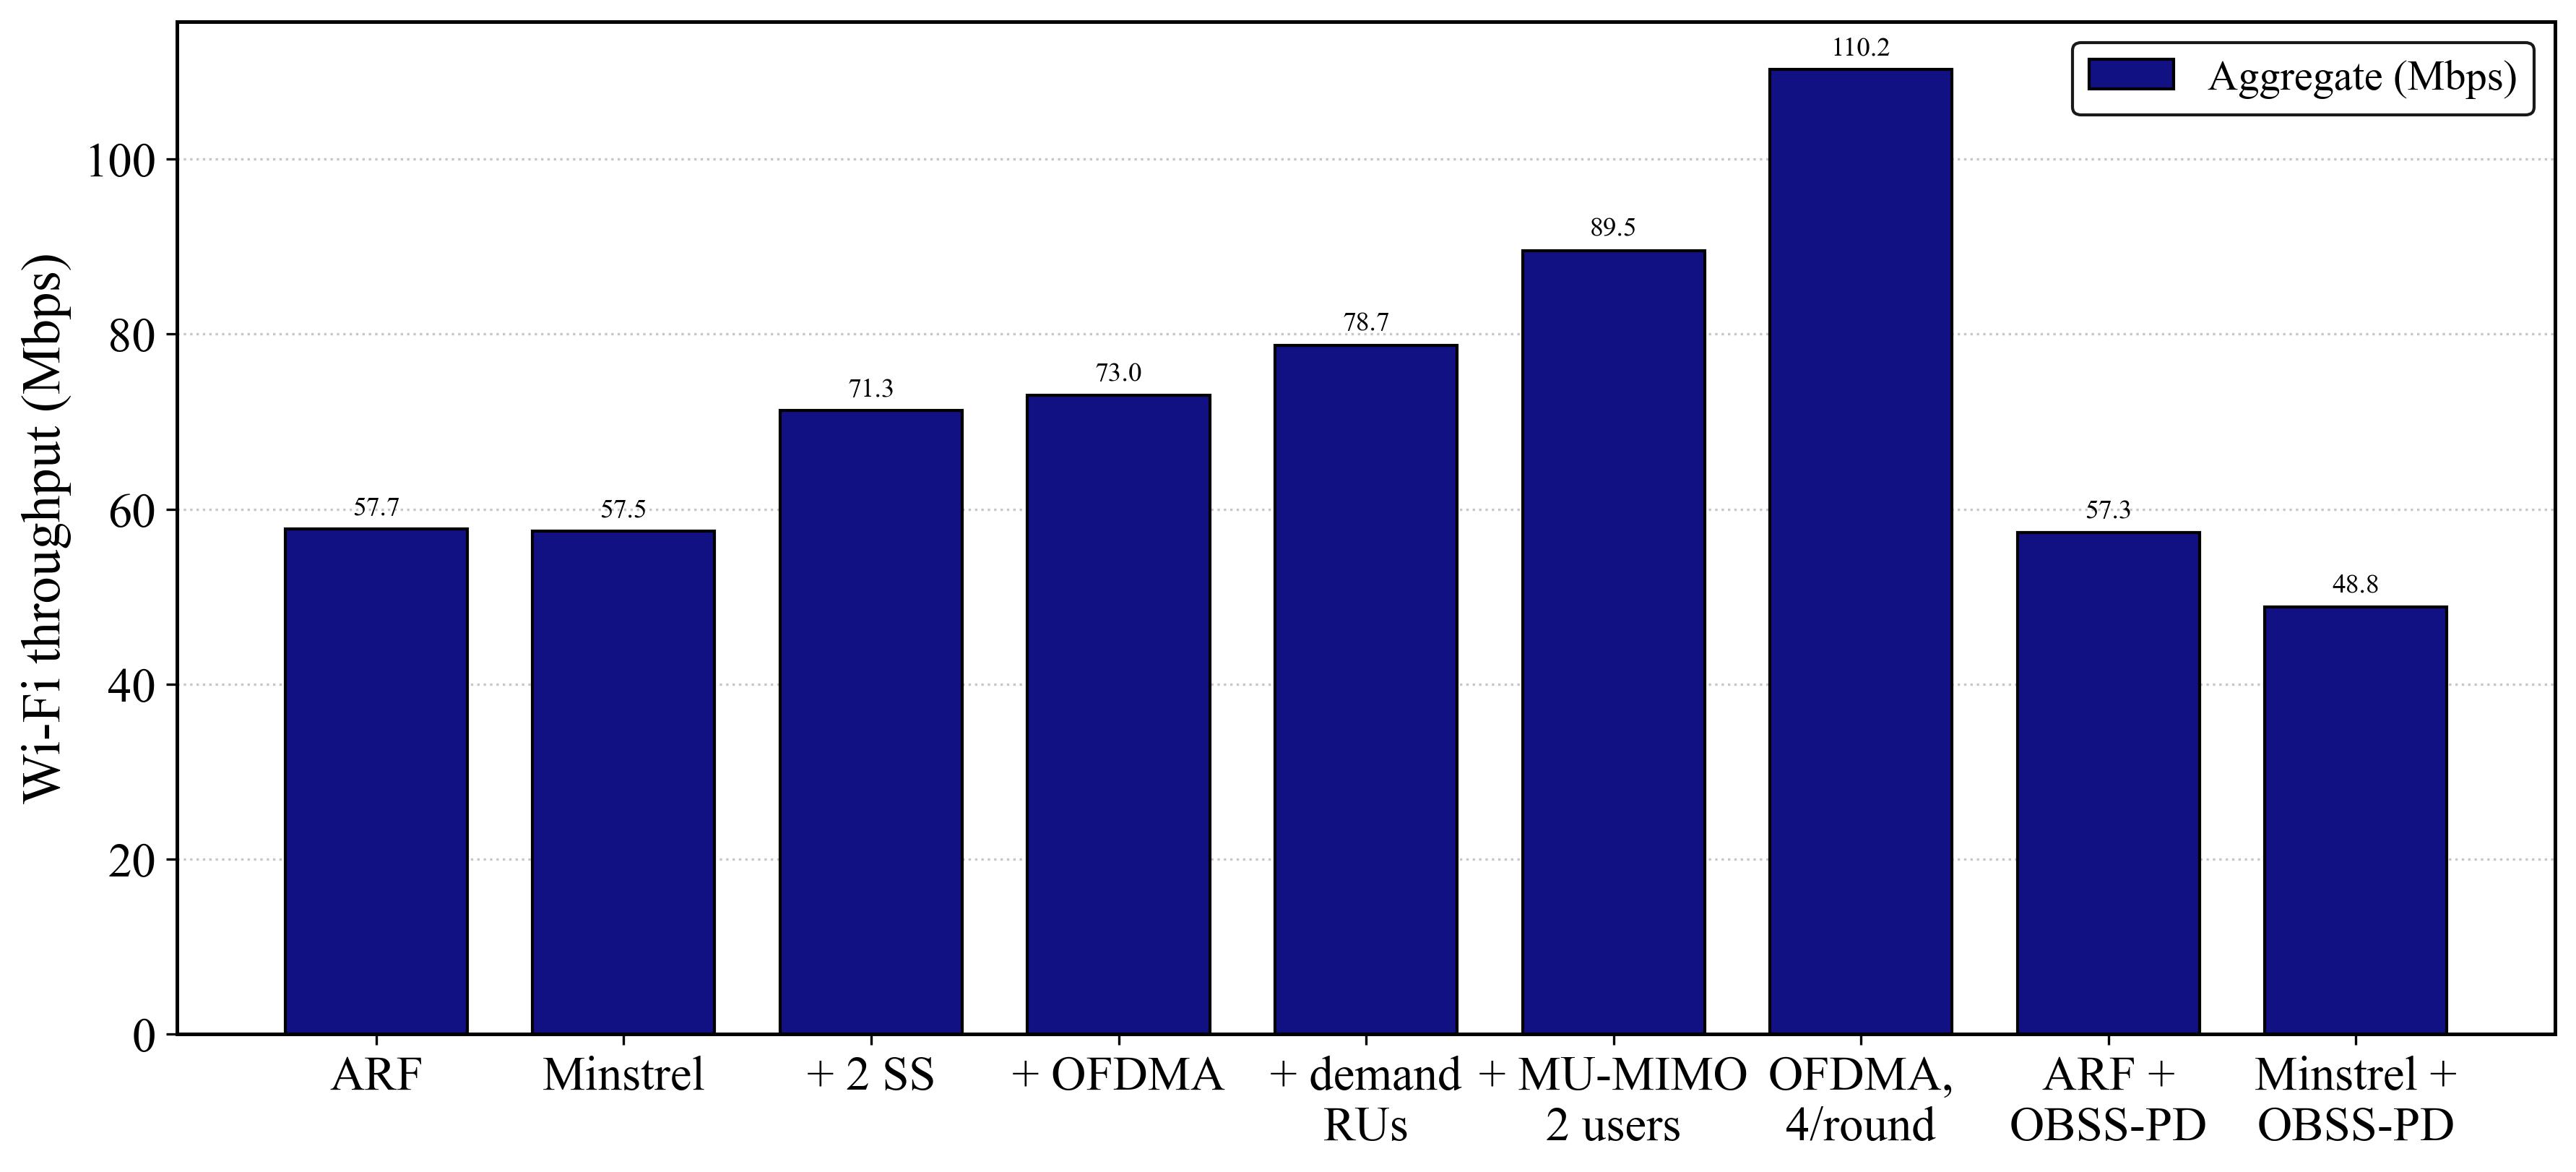 110.2
Aggregate (Mbps)
100
89.5
80
78.7
73.0
71.3
60
57.7
57.5
57.3
48.8
40
20
0
Wi-Fi throughput (Mbps)
ARF
Minstrel
+ 2 SS
+ OFDMA
+ demand
RUs
+ MU-MIMO
2 users
OFDMA,
4/round
ARF +
OBSS-PD
Minstrel +
OBSS-PD